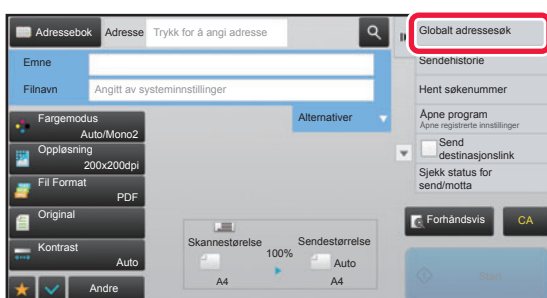 Adressebok
Adresse
Trykk for å angi adresse
Emne
Filnavn
Angitt av systeminnstillinger
Fargemodus
Auto/Mono2
Oppløsning
200x200dpi
Fil Format
PDF
Original
Kontrast
Auto
Andre
Alternativer
Skannestørelse
100%
Sendestørrelse
A4
Auto
A4
Globalt adressesøk
Sendehistorie
Hent søkenummer
Åpne program
Åpne registrerte innstillinger
Send
destinasjonslink
Sjekk status for
send/motta
Forhåndsvis
CA
Start